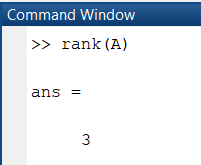 Command Window
>> rank(A)
ans =
3